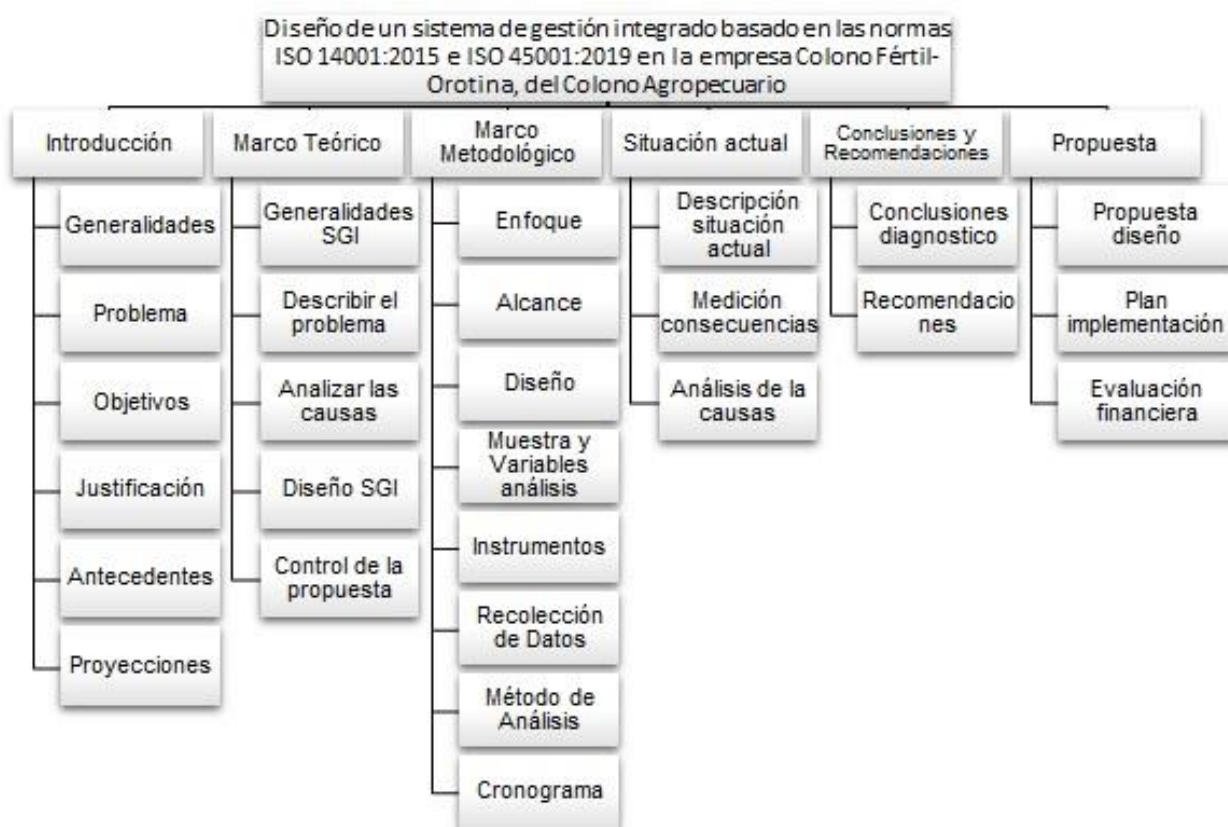 Diseño de un sistema de gestión integrado basado en las normas
ISO 14001:2015 e ISO 45001:2019 en la empresa Colono Fértil-
Orotina, del Colono Agropecuario
Introducción
Generalidades
Problema
Objetivos
Justificación
Antecedentes
Proyecciones
Marco Teórico
Generalidades
SGI
Describir el
problema
Analizar las
causas
Diseño SGI
Control de la
propuesta
Marco
Metodológico
Enfoque
Alcance
Diseño
Muestra y
Variables
análisis
Instrumentos
Recolección
de Datos
Método de
Análisis
Cronograma
Situación actual
Descripción
situación
actual
Medición
consecuencias
Análisis de la
causas
Conclusiones y
Recomendaciones
Conclusiones
diagnostico
Recomendacio
nes
Propuesta
Propuesta
diseño
Plan
implementación
Evaluación
financiera